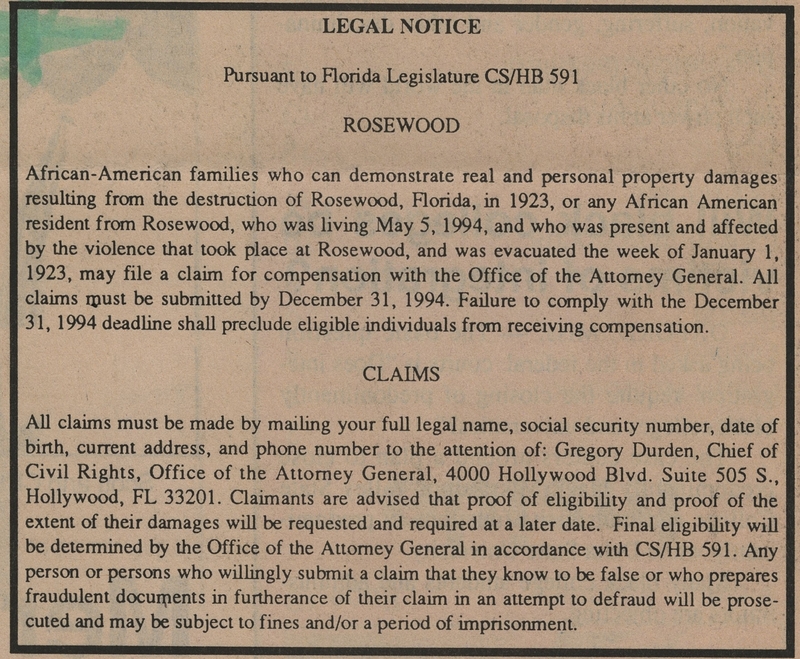 LEGAL NOTICE
Pursuant to Florida Legislature CS/HB 591
ROSEWOOD
African-American families who can demonstrate real and personal property damages
resulting from the destruction of Rosewood, Florida, in 1923, or any African American
resident from Rosewood, who was living May 5, 1994, and who was present and affected
by the violence that took place at Rosewood, and was evacuated the week of January 1,
1923, may file a claim for compensation with the Office of the Attorney General. All
claims must be submitted by December 31, 1994. Failure to comply with the December
31, 1994 deadline shall preclude eligible individuals from receiving compensation.
CLAIMS
All claims must be made by mailing your full legal name, social security number, date of
birth, current address, and phone number to the attention of: Gregory Durden, Chief of
Civil Rights, Office of the Attorney General, 4000 Hollywood Blvd. Suite 505 S.,
Hollywood, FL 33201. Claimants are advised that proof of eligibility and proof of the
extent of their damages will be requested and required at a later date. Final eligibility will
be determined by the Office of the Attorney General in accordance with CS/HB 591. Any
person or persons who willingly submit a claim that they know to be false or who prepares
fraudulent documents in furtherance of their claim in an attempt to defraud will be prose-
cuted and may be subject to fines and/or a period of imprisonment.